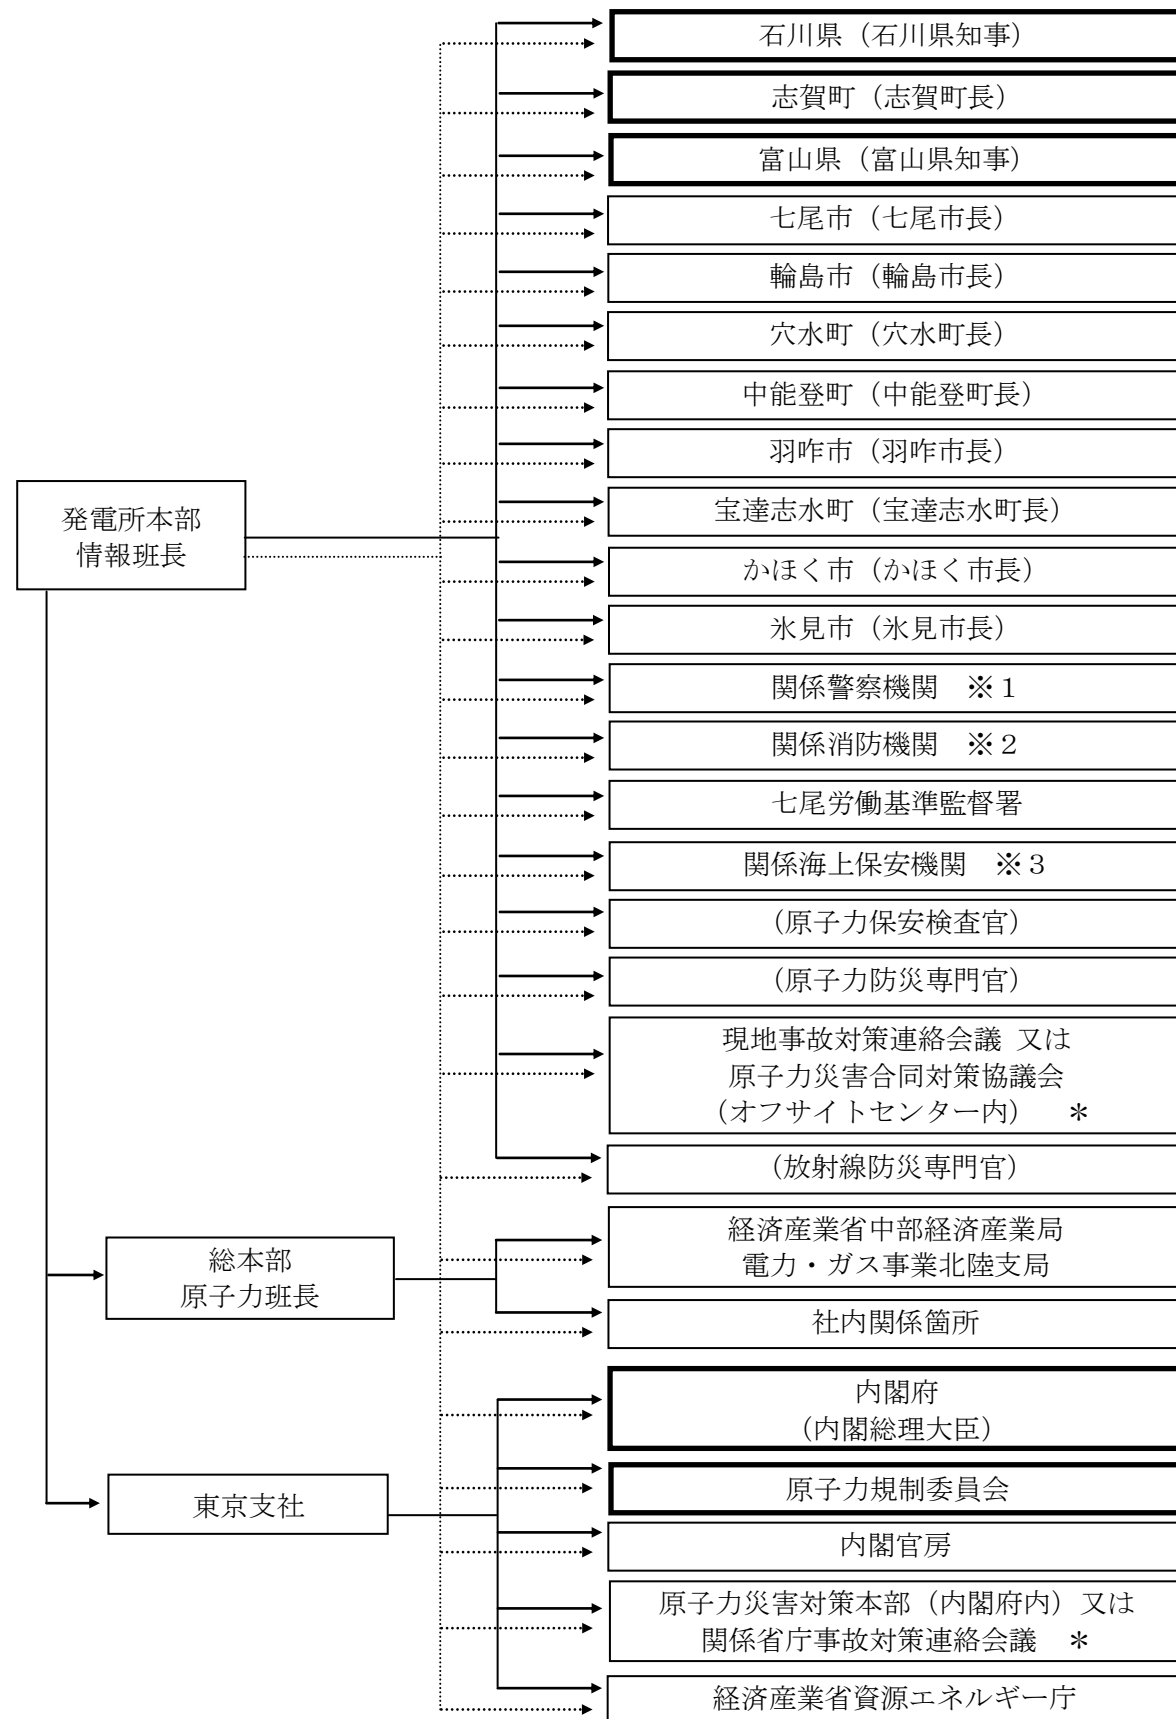 石川県（石川県知事）
志賀町（志賀町長）
富山県（富山県知事）
七尾市（七尾市長）
輪島市（輪島市長）
穴水町（穴水町長）
中能登町（中能登町長）
羽咋市（羽咋市長）
宝達志水町（宝達志水町長）
かほく市（かほく市長）
氷見市（氷見市長）
関係警察機関　※１
関係消防機関　※２
七尾労働基準監督署
関係海上保安機関　※３
（原子力保安検査官）
（原子力防災専門官）
現地事故対策連絡会議 又は
原子力災害合同対策協議会
（オフサイトセンター内）　＊
（放射線防災専門官）
発電所本部
情報班長
総本部
原子力班長
経済産業省中部経済産業局
電力・ガス事業北陸支局
社内関係箇所
東京支社
内閣府
（内閣総理大臣）
原子力規制委員会
内閣官房
原子力災害対策本部（内閣府内）又は
関係省庁事故対策連絡会議　＊
経済産業省資源エネルギー庁